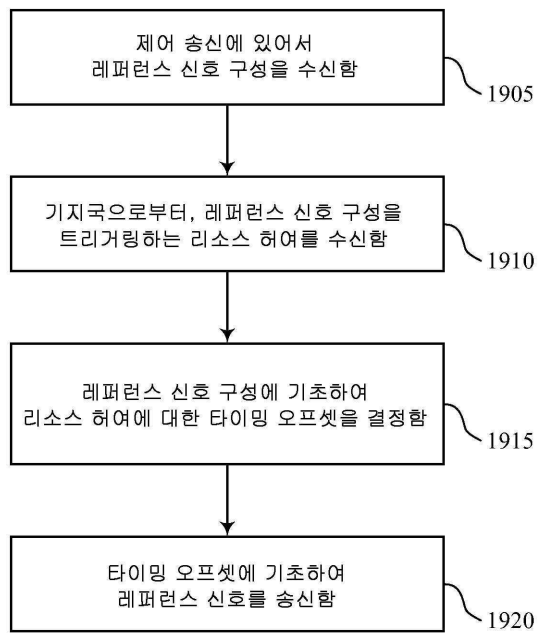 제어 송신에 있어서
레퍼런스 신호 구성을 수신함
1905
기지국으로부터, 레퍼런스 신호 구성을
트리거링하는 리소스 허여를 수신함
1910
레퍼런스 신호 구성에 기초하여
리소스 허여에 대한 타이밍 오프셋을 결정함
1915
타이밍 오프셋에 기초하여
레퍼런스 신호를 송신함
1920